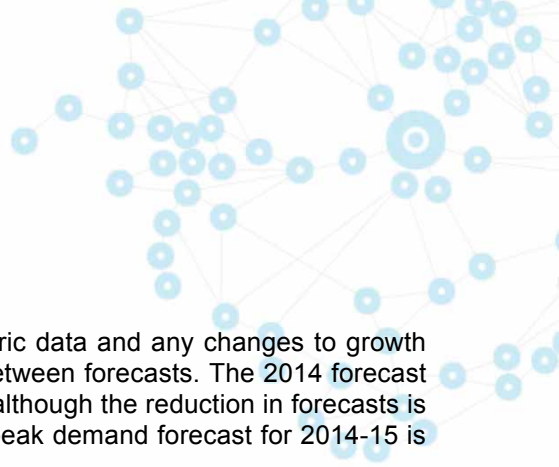 ric data and any changes to growth
etween forecasts. The 2014 forecast
although the reduction in forecasts is
eak demand forecast for 2014-15 is